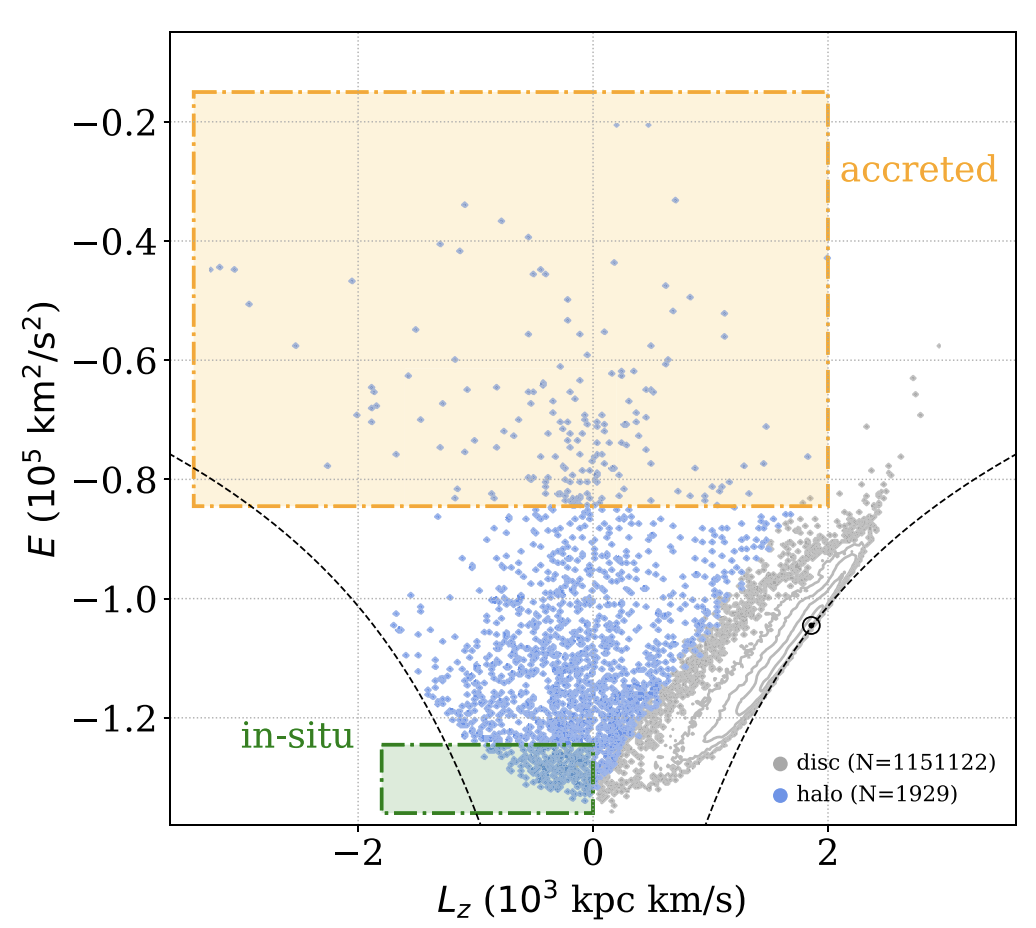 −0.2
accreted
−0.4
−0.6
−0.8
−1.0
−1.2
in-situ
disc (N=1151122)
halo (N=1929)
−2
0
2
E (10⁵ km²/s²)
L_z (10³ kpc km/s)